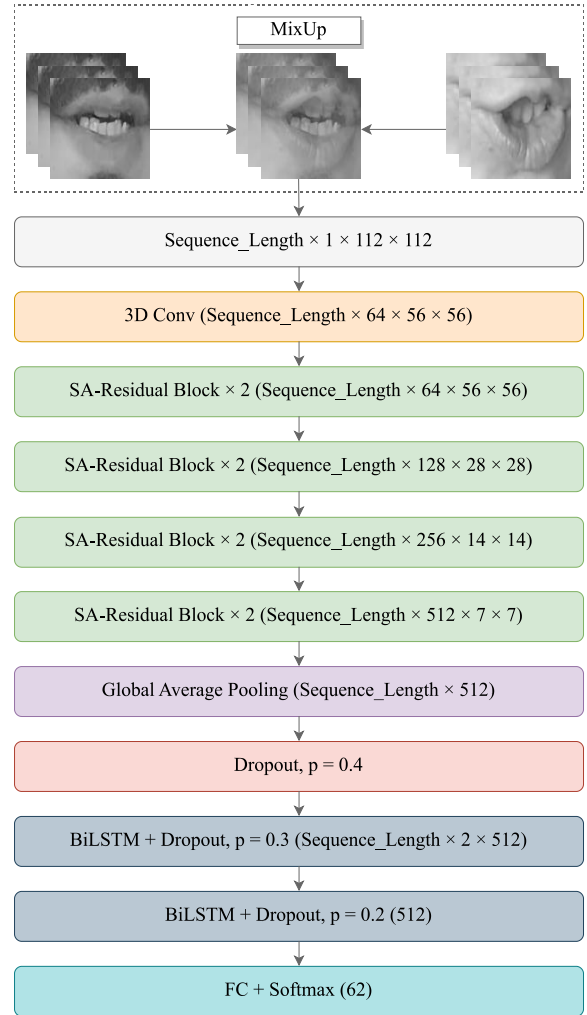 MixUp
Sequence_Length × 1 × 112 × 112
3D Conv (Sequence_Length × 64 × 56 × 56)
SA-Residual Block × 2 (Sequence_Length × 64 × 56 × 56)
SA-Residual Block × 2 (Sequence_Length × 128 × 28 × 28)
SA-Residual Block × 2 (Sequence_Length × 256 × 14 × 14)
SA-Residual Block × 2 (Sequence_Length × 512 × 7 × 7)
Global Average Pooling (Sequence_Length × 512)
Dropout, p = 0.4
BiLSTM + Dropout, p = 0.3 (Sequence_Length × 2 × 512)
BiLSTM + Dropout, p = 0.2 (512)
FC + Softmax (62)